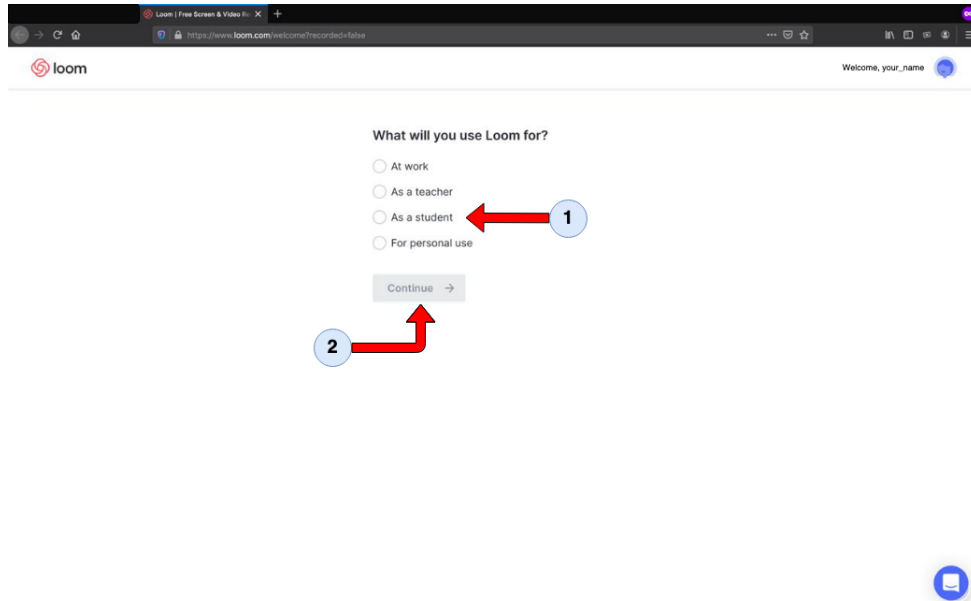 Loom | Free Screen & Video Re
https://www.loom.com/welcome?recorded=false
loom
Welcome, your_name
What will you use Loom for?
At work
As a teacher
As a student
1
For personal use
Continue
2